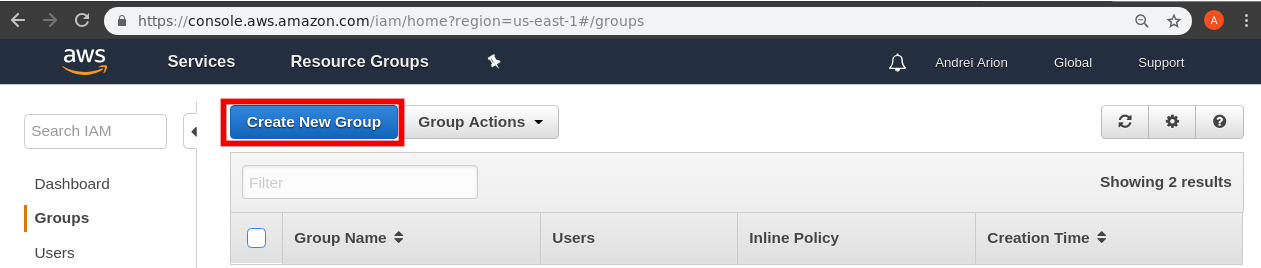 https://console.aws.amazon.com/iam/home?region=us-east-1#/groups
A
aws
Services
Resource Groups
Andrei Arion
Global
Support
Search IAM
Dashboard
Groups
Users
Create New Group
Group Actions
Filter
Showing 2 results
Group Name
Users
Inline Policy
Creation Time